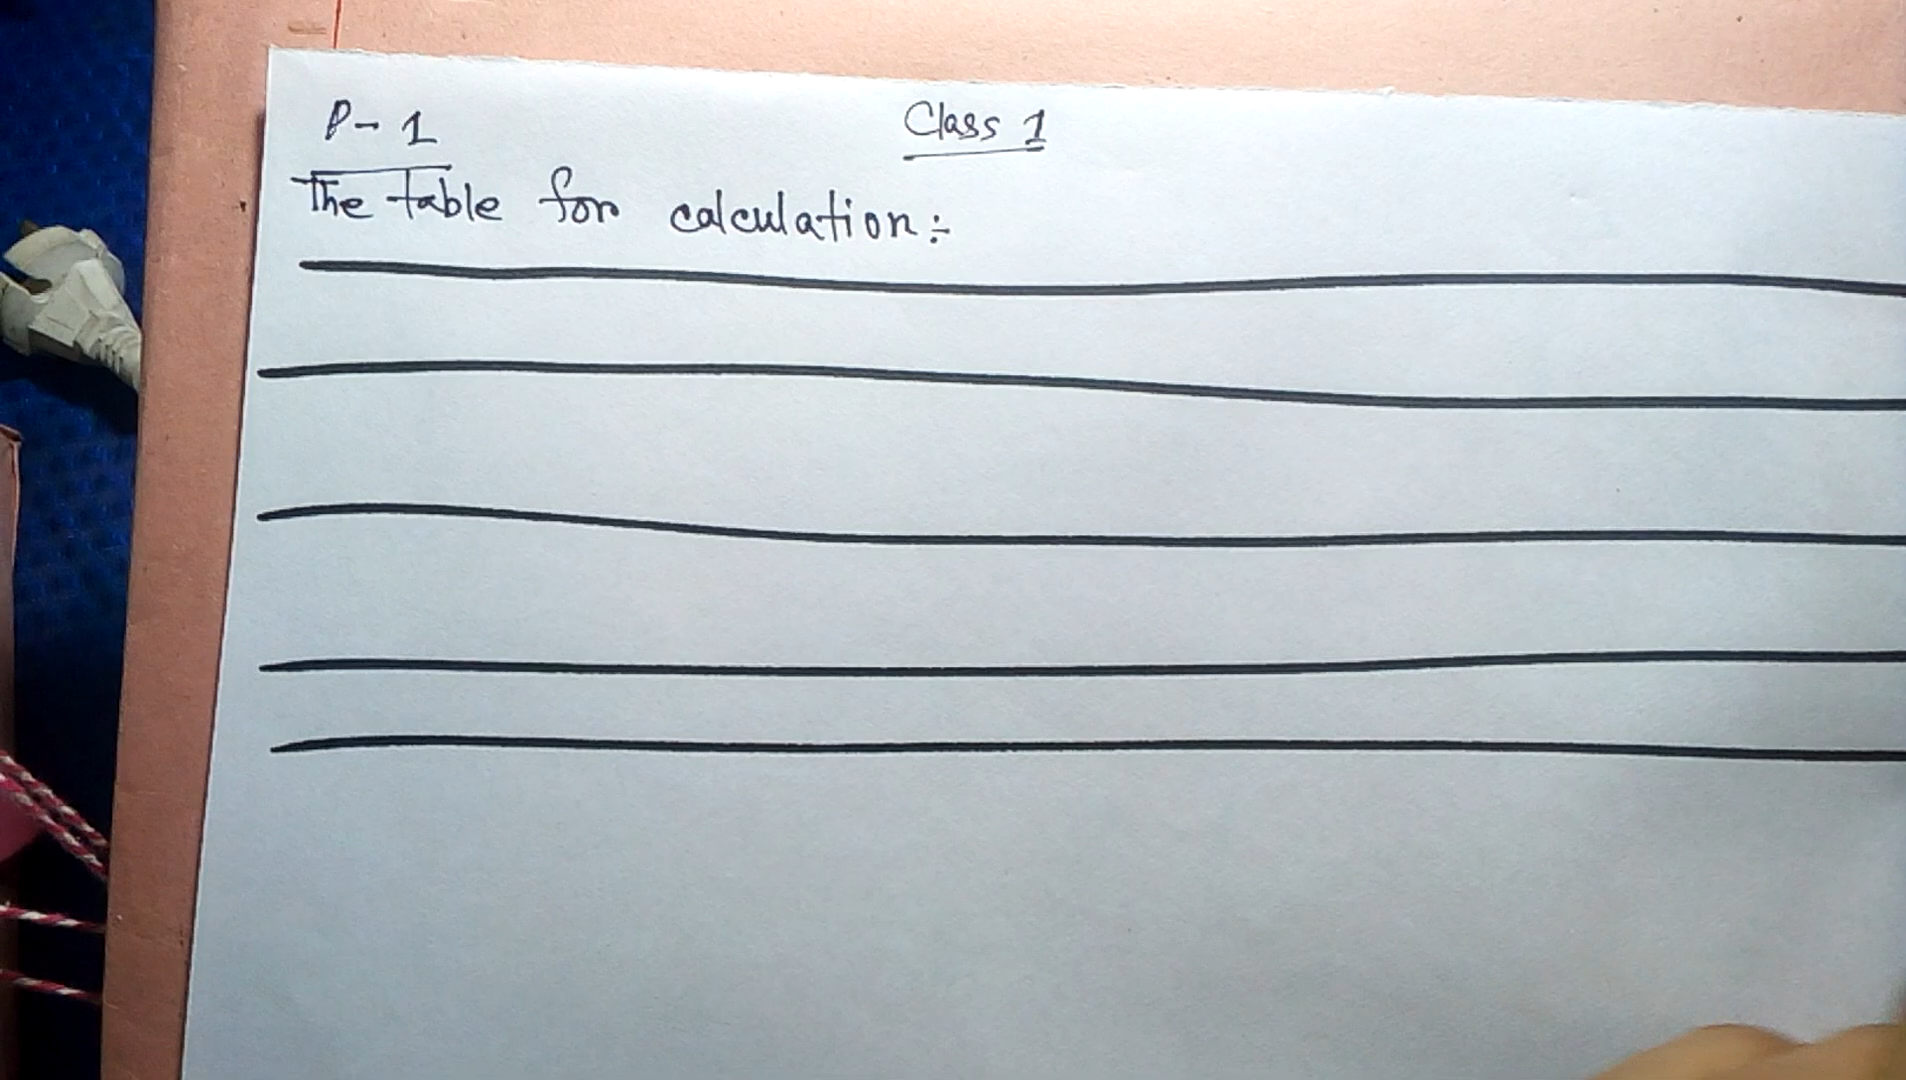 P- 1
Class 1
The table for calculation:-